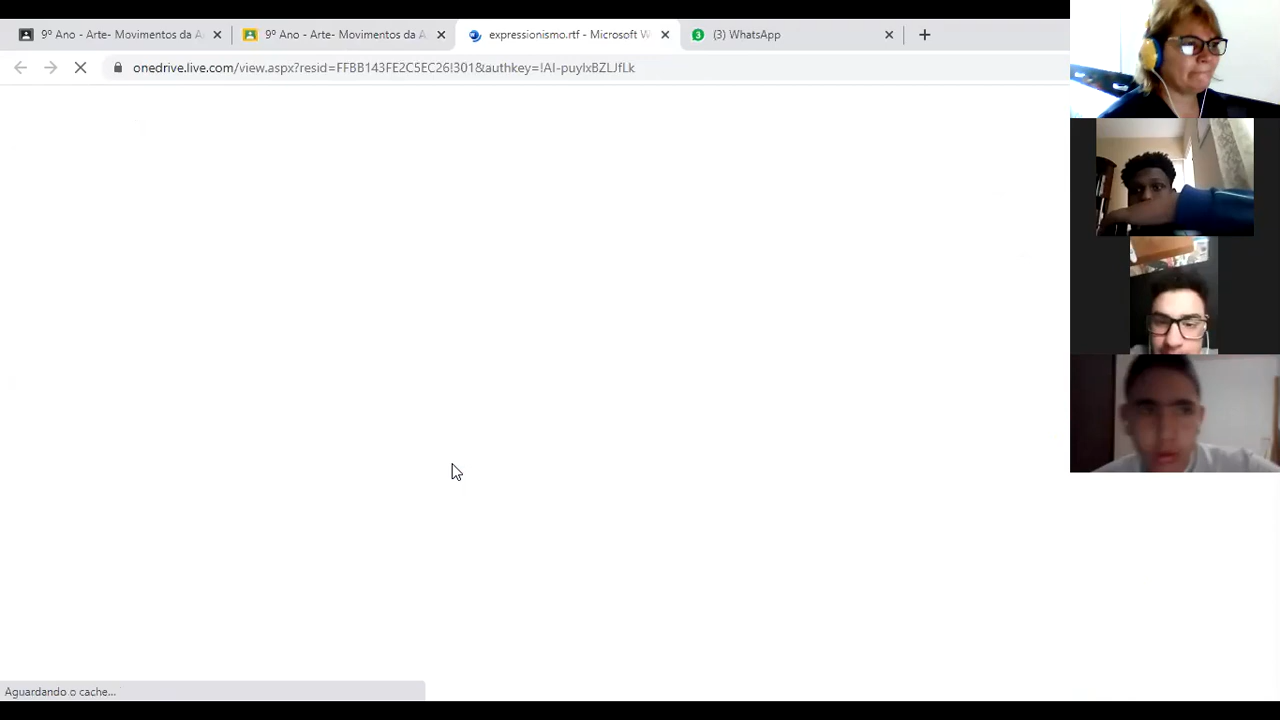 9º Ano - Arte- Movimentos da A
9º Ano - Arte- Movimentos da A
expressionismo.rtf - Microsoft W
3 (3) WhatsApp
onedrive.live.com/view.aspx?resid=FFBB143FE2C5EC26!301&authkey=!AI-puyIxBZLJfLk
Aguardando o cache...